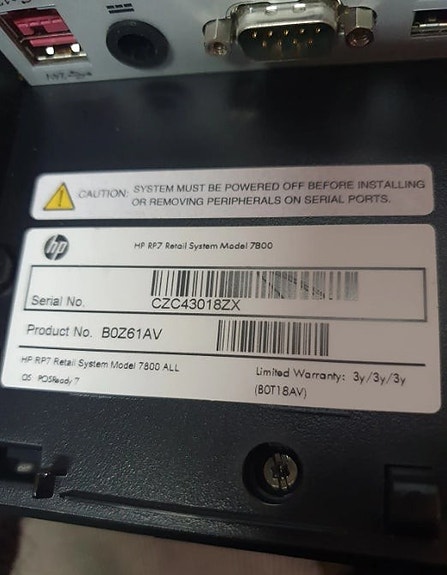 CAUTION: SYSTEM MUST BE POWERED OFF BEFORE INSTALLING
OR REMOVING PERIPHERALS ON SERIAL PORTS.
hp
HP RP7 Retail System Model 7800
Serial No.
CZC43018ZX
Product No. B0Z61AV
HP RP7 Retail System Model 7800 ALL
OS POSReady 7
Limited Warranty: 3y/3y/3y
(B0T18AV)